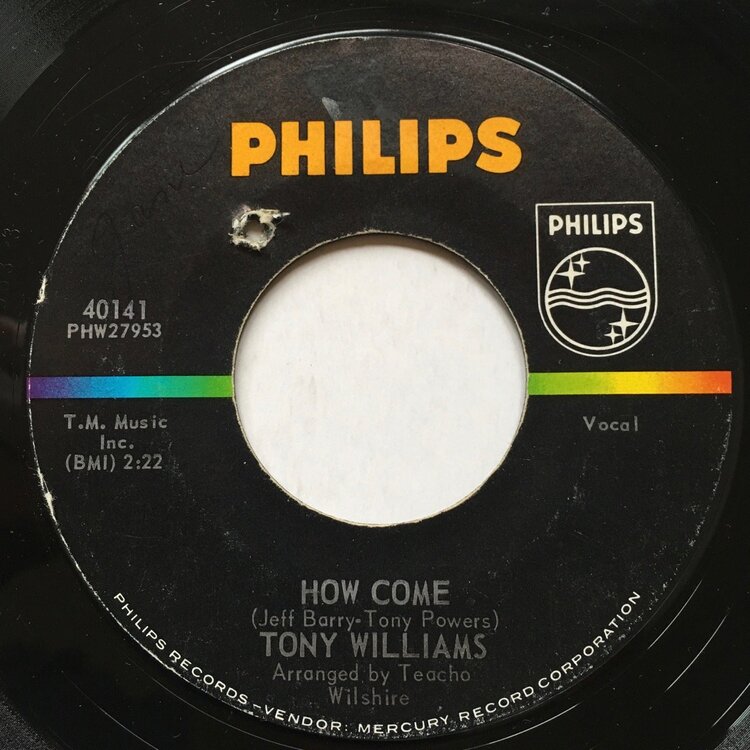 PHILIPS
PHILIPS
40141
PHW27953
T.M. Music
Inc.
(BMI) 2:22
Vocal
HOW COME
(Jeff Barry-Tony Powers)
TONY WILLIAMS
Arranged by Teacho
Wilshire
PHILIPS RECORDS-VENDOR: MERCURY RECORD CORPORATION